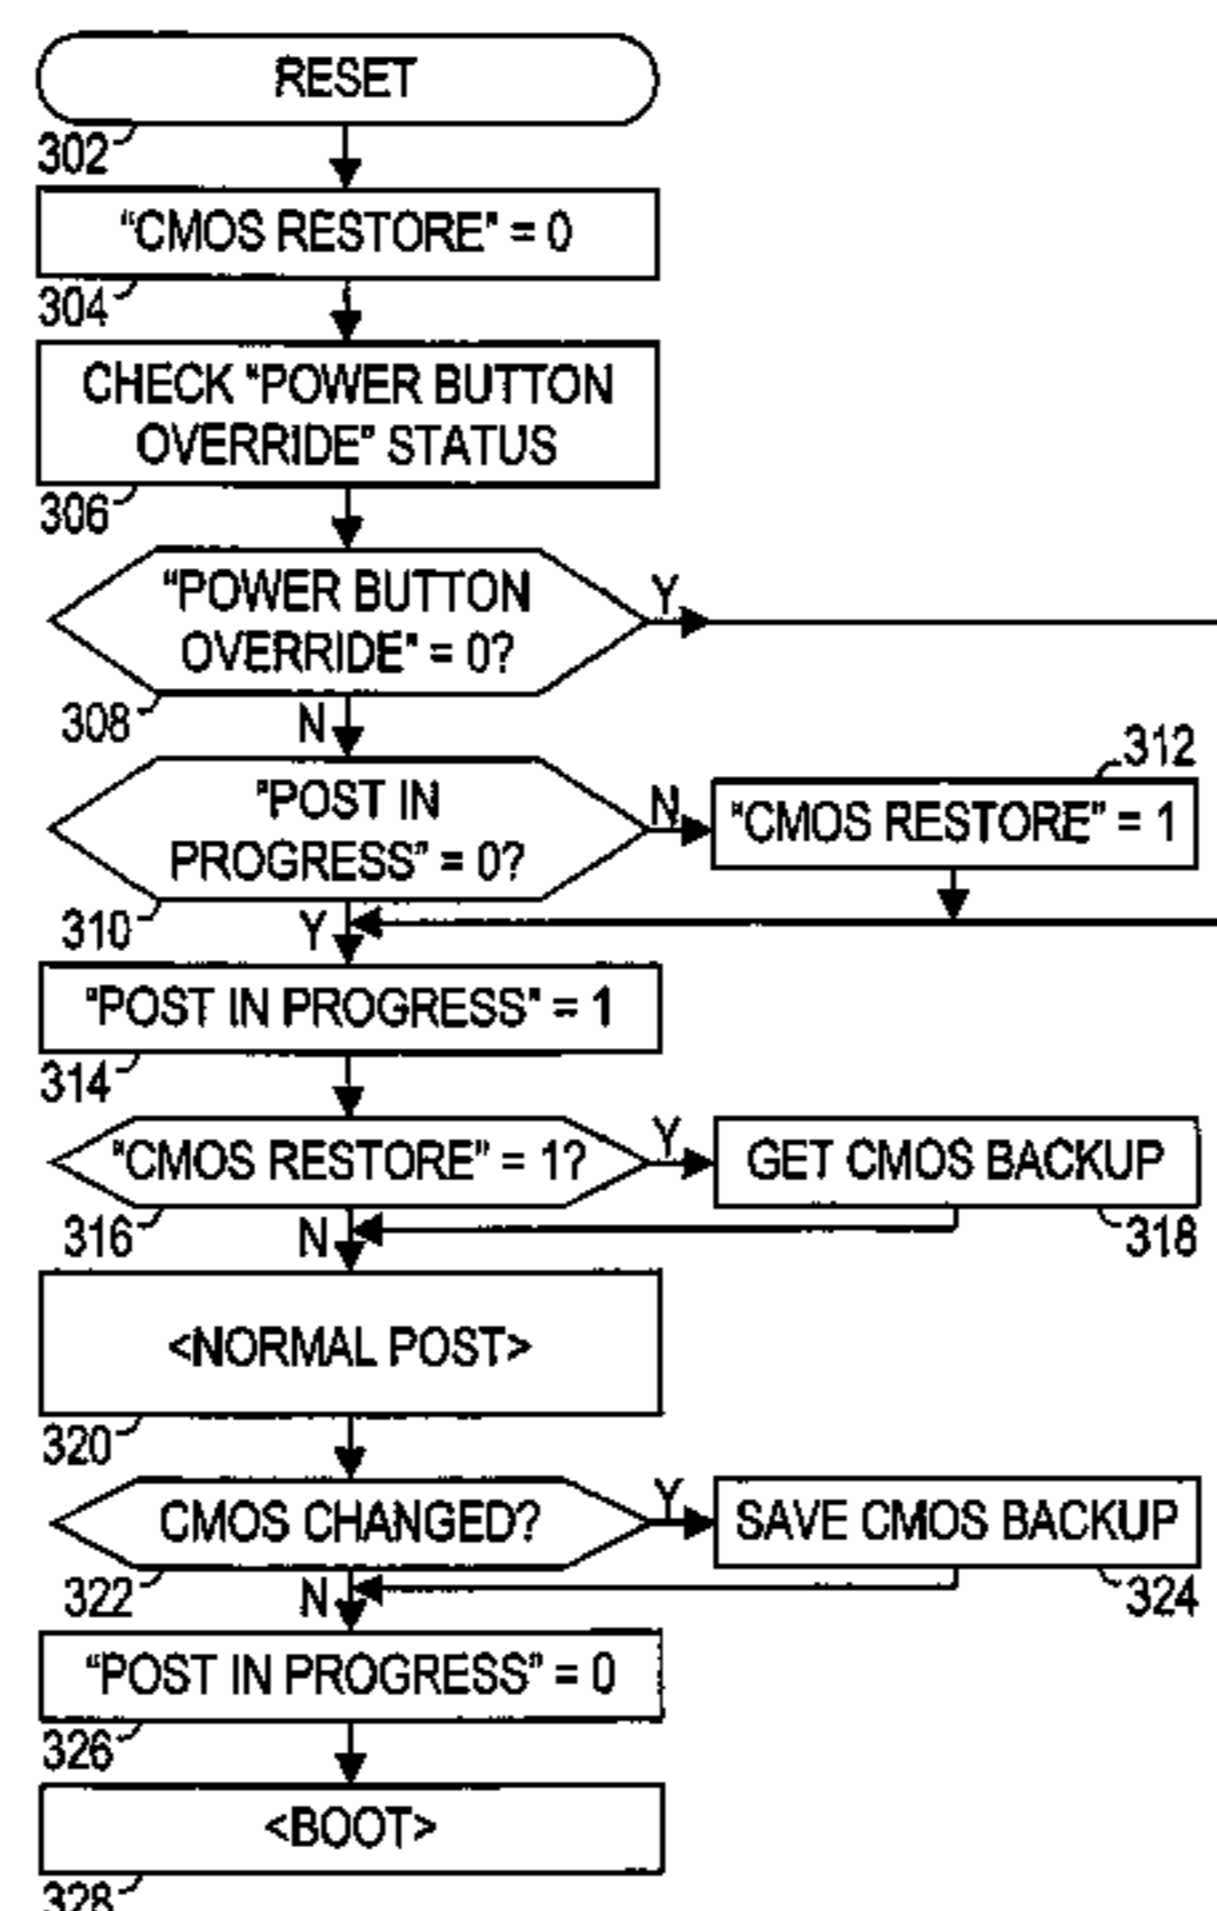 RESET
302
“CMOS RESTORE” = 0
304
CHECK “POWER BUTTON
OVERRIDE” STATUS
306
“POWER BUTTON
OVERRIDE” = 0?
Y
308
N
“POST IN
PROGRESS” = 0?
N
312
“CMOS RESTORE” = 1
310
Y
“POST IN PROGRESS” = 1
314
“CMOS RESTORE” = 1?
Y
GET CMOS BACKUP
316
N
318
<NORMAL POST>
320
CMOS CHANGED?
Y
SAVE CMOS BACKUP
322
N
324
“POST IN PROGRESS” = 0
326
<BOOT>
328